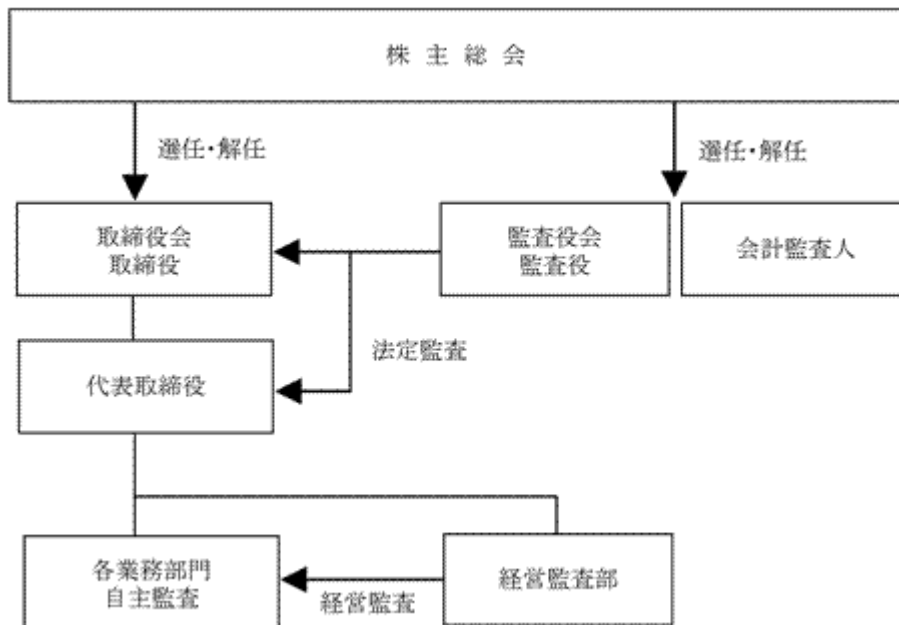 株主総会
選任・解任
選任・解任
取締役会
取締役
監査役会
監査役
会計監査人
法定監査
代表取締役
各業務部門
自主監査
経営監査
経営監査部